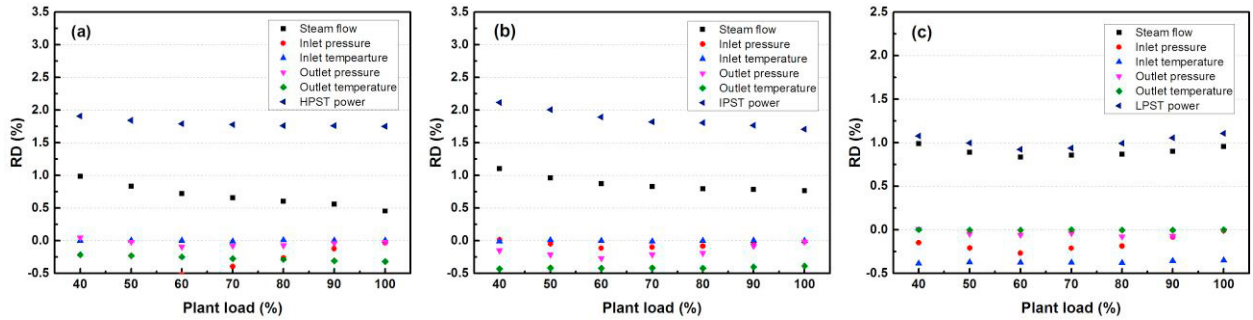 (a)
Steam flow
Inlet pressure
Inlet tempearture
Outlet pressure
Outlet temperature
HPST power
RD (%)
3.5
3.0
2.5
2.0
1.5
1.0
0.5
0.0
-0.5
40 50 60 70 80 90 100
Plant load (%)
(b)
Steam flow
Inlet pressure
Inlet temperature
Outlet pressure
Outlet temperature
IPST power
RD (%)
3.5
3.0
2.5
2.0
1.5
1.0
0.5
0.0
-0.5
40 50 60 70 80 90 100
Plant load (%)
(c)
Steam flow
Inlet pressure
Inlet temperature
Outlet pressure
Outlet temperature
LPST power
RD (%)
2.5
2.0
1.5
1.0
0.5
0.0
-0.5
40 50 60 70 80 90 100
Plant load (%)